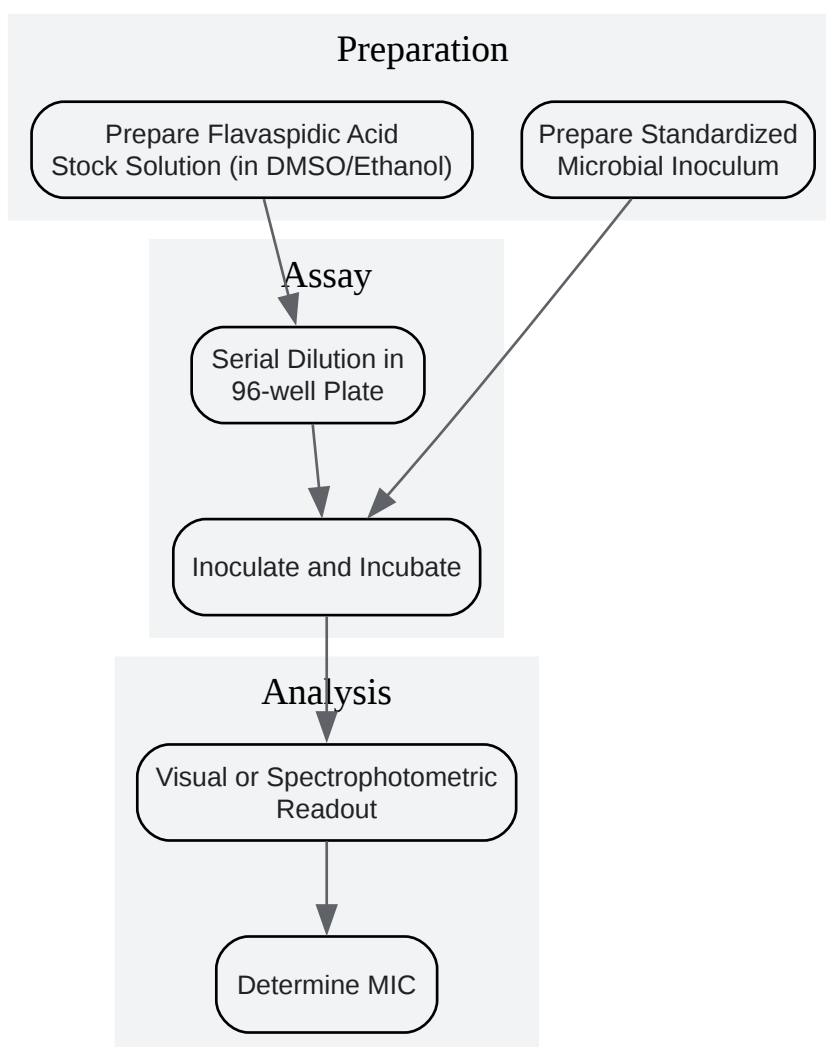 Preparation
Prepare Flavaspidic Acid
Stock Solution (in DMSO/Ethanol)
Prepare Standardized
Microbial Inoculum
Assay
Serial Dilution in
96-well Plate
Inoculate and Incubate
Analysis
Visual or Spectrophotometric
Readout
Determine MIC